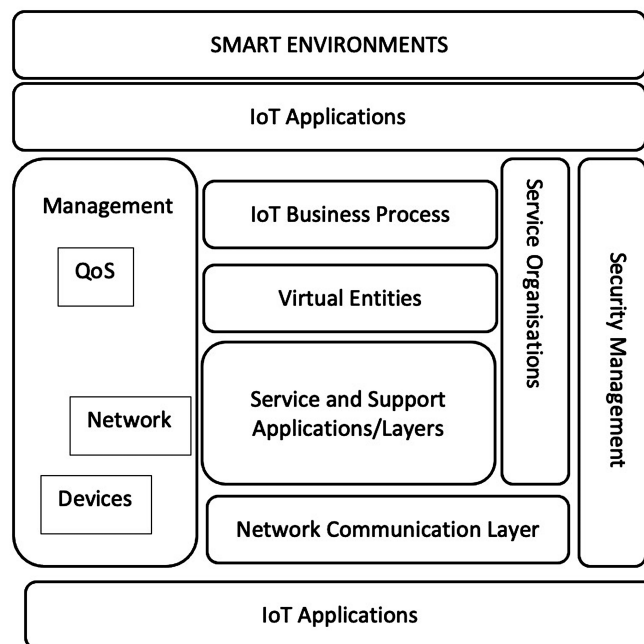 SMART ENVIRONMENTS
IoT Applications
Management
QoS
Network
Devices
IoT Business Process
Virtual Entities
Service and Support
Applications/Layers
Network Communication Layer
Service Organisations
Security Management
IoT Applications